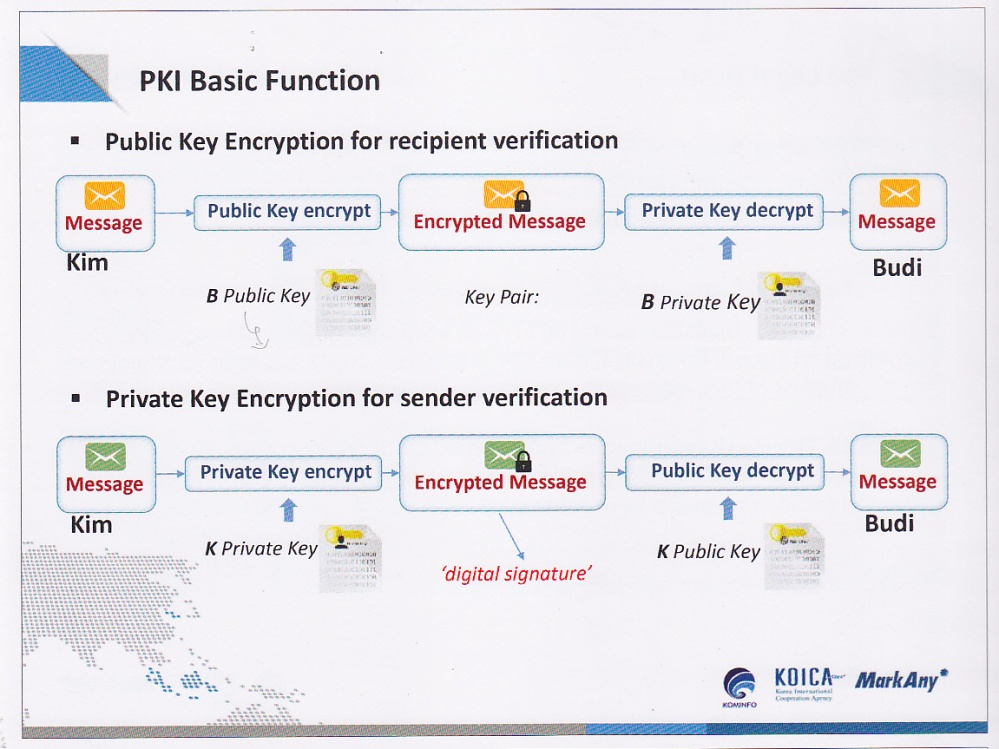 PKI Basic Function
▪ Public Key Encryption for recipient verification
Message
Public Key encrypt
Encrypted Message
Private Key decrypt
Message
Kim
Budi
B Public Key
Key Pair:
B Private Key
▪ Private Key Encryption for sender verification
Message
Private Key encrypt
Encrypted Message
Public Key decrypt
Message
Kim
Budi
K Private Key
K Public Key
‘digital signature’
KOMINFO
KOICA
Korea International
Cooperation Agency
MarkAny